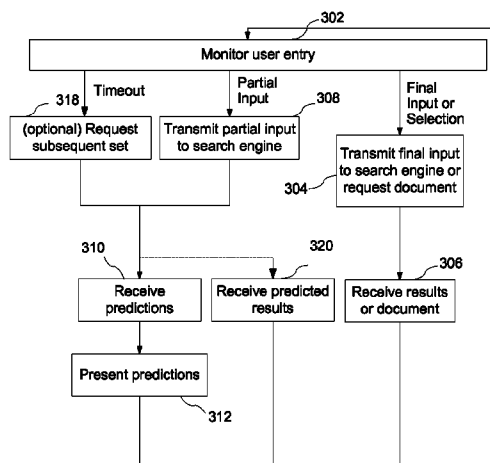 302
Monitor user entry
Timeout
Partial
Input
Final
Input or
Selection
318
(optional) Request
subsequent set
308
Transmit partial input
to search engine
304
Transmit final input
to search engine or
request document
310
Receive
predictions
320
Receive predicted
results
306
Receive results
or document
Present predictions
312